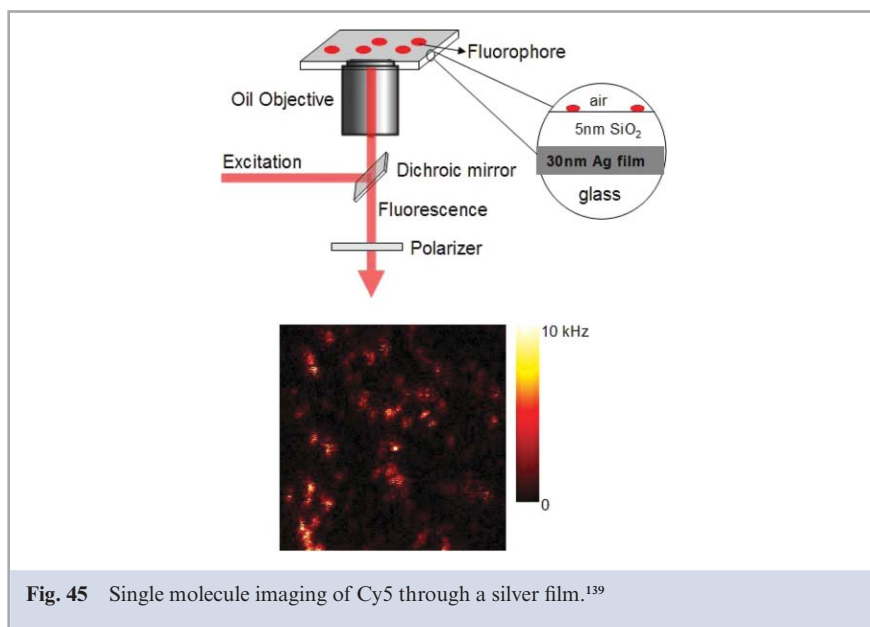 Fluorophore
Oil Objective
air
5nm SiO₂
30nm Ag film
glass
Excitation
Dichroic mirror
Fluorescence
Polarizer
10 kHz
0
Fig. 45 Single molecule imaging of Cy5 through a silver film.¹³⁹